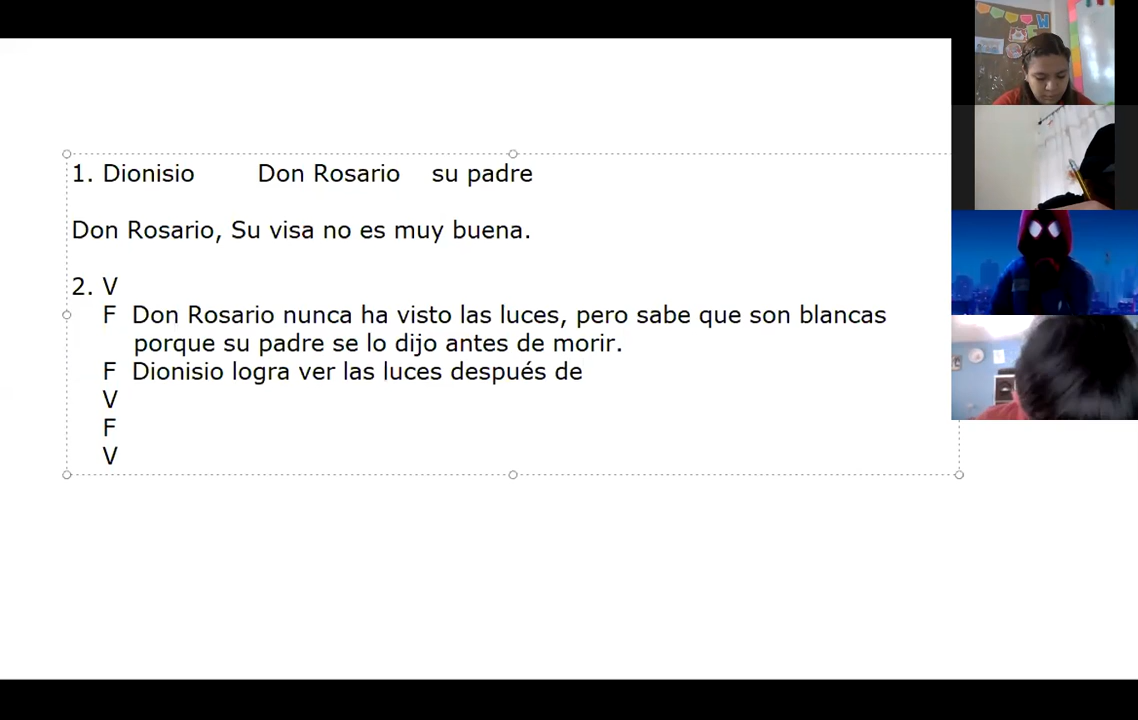 1. Dionisio Don Rosario su padre
Don Rosario, Su visa no es muy buena.
2. V
F Don Rosario nunca ha visto las luces, pero sabe que son blancas
porque su padre se lo dijo antes de morir.
F Dionisio logra ver las luces después de
V
F
V